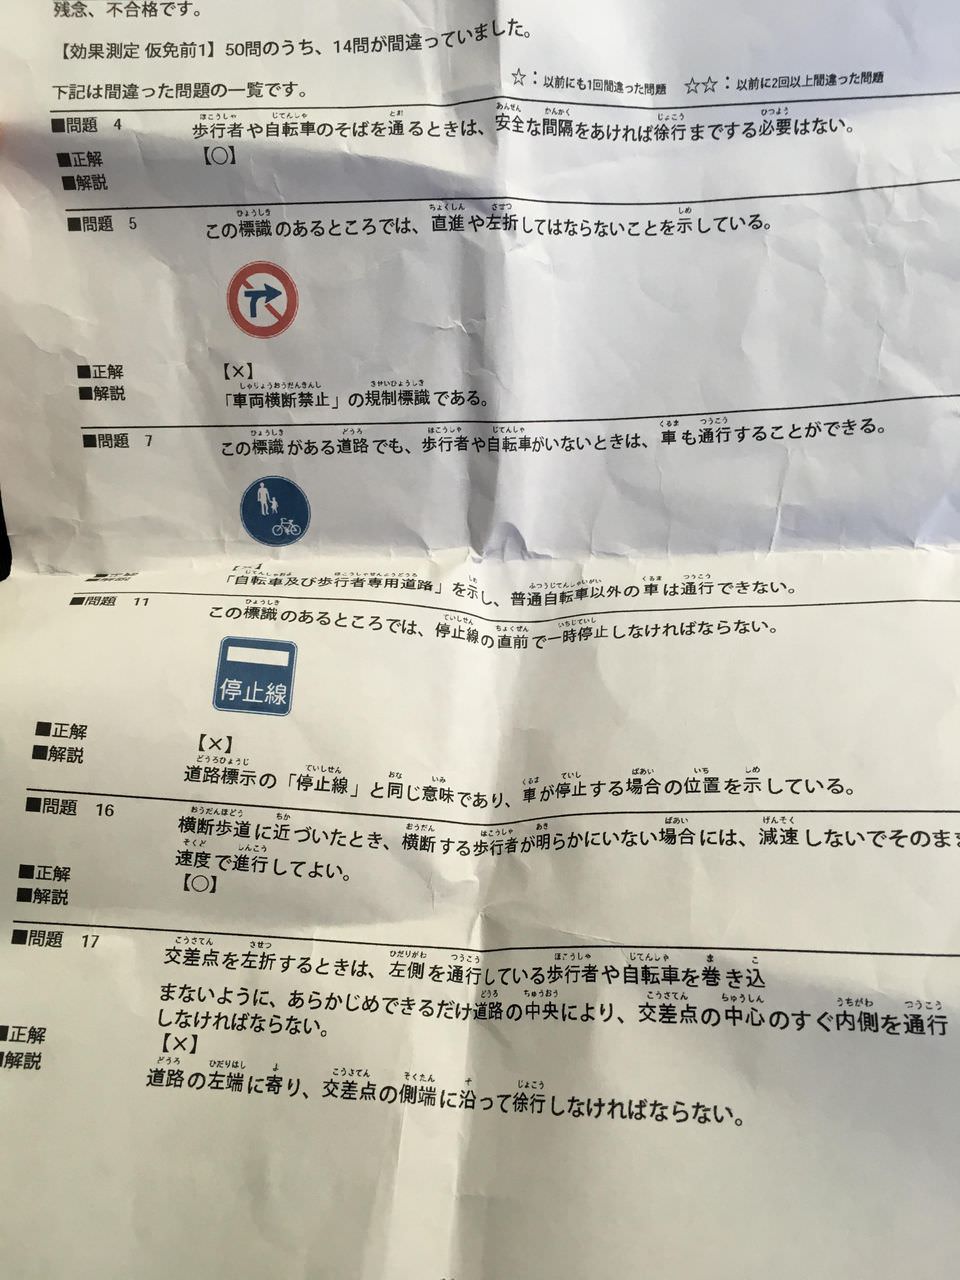 残念、不合格です。
【効果測定 仮免前1】50問のうち、14問が間違っていました。
☆：以前にも1回間違った問題 ☆☆：以前に2回以上間違った問題
下記は間違った問題の一覧です。
■問題 4 歩行者や自転車のそばを通るときは、安全な間隔をあければ徐行までする必要はない。
■正解 【○】
■解説
■問題 5 この標識のあるところでは、直進や左折してはならないことを示している。
■正解 【×】
■解説 「車両横断禁止」の規制標識である。
■問題 7 この標識がある道路でも、歩行者や自転車がいないときは、車も通行することができる。
■解説 「自転車及び歩行者専用道路」を示し、普通自転車以外の車は通行できない。
■問題 11 この標識のあるところでは、停止線の直前で一時停止しなければならない。
停止線
■正解 【×】
■解説 道路標示の「停止線」と同じ意味であり、車が停止する場合の位置を示している。
■問題 16 横断歩道に近づいたとき、横断する歩行者が明らかにいない場合には、減速しないでそのまま
速度で進行してよい。
■正解 【○】
■解説
■問題 17 交差点を左折するときは、左側を通行している歩行者や自転車を巻き込
まないように、あらかじめできるだけ道路の中央により、交差点の中心のすぐ内側を通行
しなければならない。
■正解 【×】
■解説 道路の左端に寄り、交差点の側端に沿って徐行しなければならない。